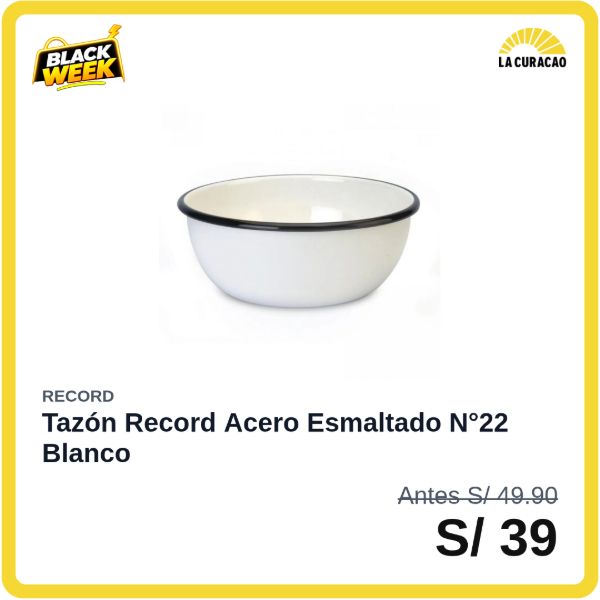 BLACK
WEEK
LA CURACAO
RECORD
Tazón Record Acero Esmaltado N°22
Blanco
Antes S/ 49.90
S/ 39